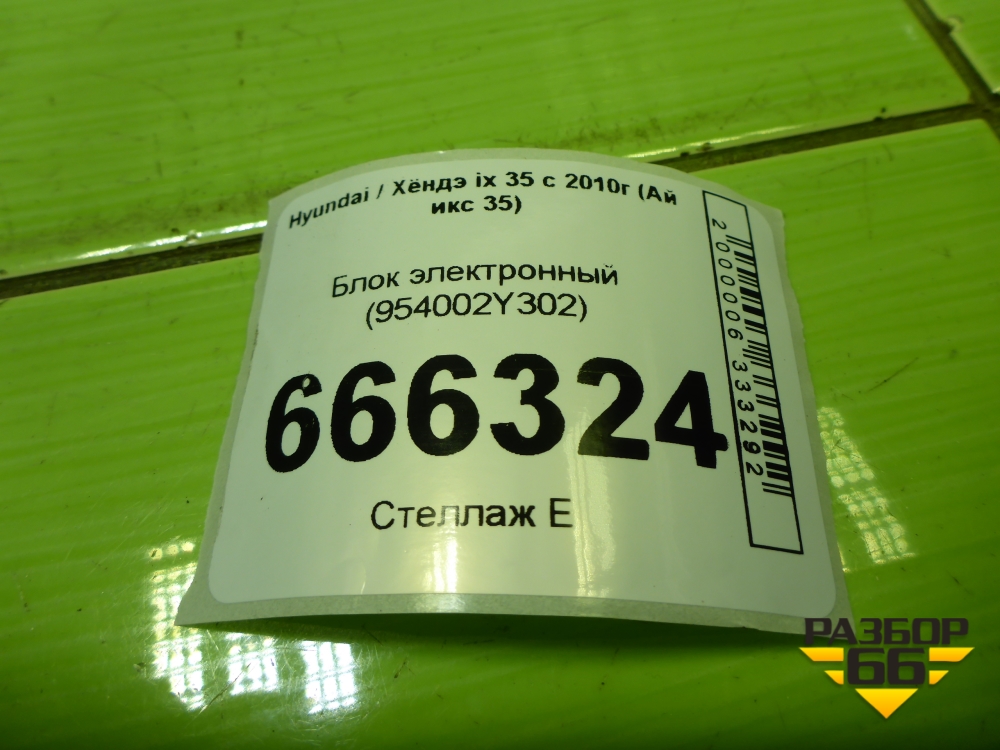 Hyundai / Хёндэ ix 35 с 2010г (Ай
икс 35)
Блок электронный
(954002Y302)
666324
Стеллаж Е
2000006333292
РАЗБОР
66